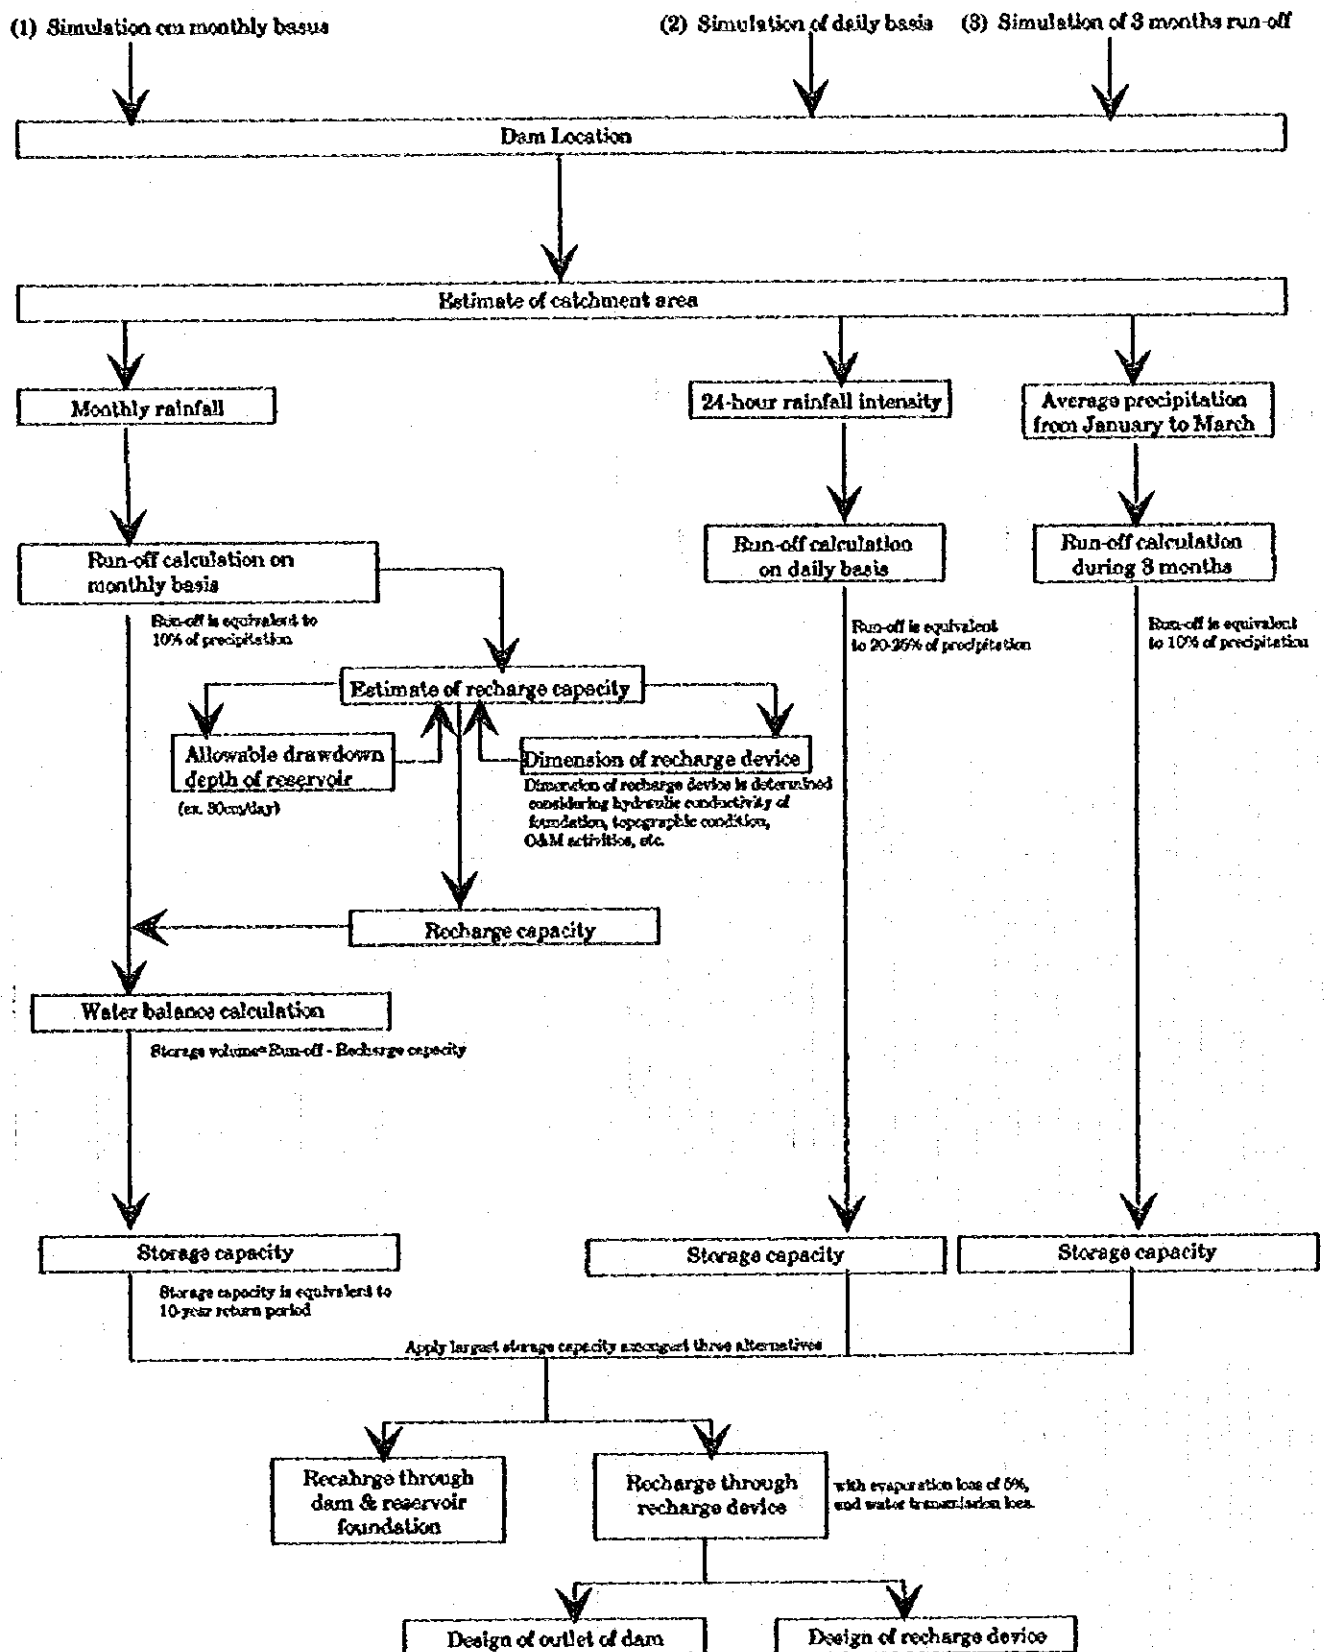 (1) Simulation on monthly basus
(2) Simulation of daily basis
(3) Simulation of 3 months run-off
Dam Location
Estimate of catchment area
Monthly rainfall
24-hour rainfall intensity
Average precipitation
from January to March
Run-off calculation on
monthly basis
Run-off calculation
on daily basis
Run-off calculation
during 3 months
Run-off is equivalent to
10% of precipitation
Run-off is equivalent
to 20-25% of precipitation
Run-off is equivalent
to 10% of precipitation
Estimate of recharge capacity
Allowable drawdown
depth of reservoir
(ex. 30cm/day)
Dimension of recharge device
Dimension of recharge device is determined
considering hydraulic conductivity of
foundation, topographic condition,
O&M activities, etc.
Recharge capacity
Water balance calculation
Storage volume=Run-off - Recharge capacity
Storage capacity
Storage capacity
Storage capacity
Storage capacity is equivalent to
10-year return period
Apply largest storage capacity amongst three alternatives
Recahrge through
dam & reservoir
foundation
Recharge through
recharge device
with evaporation loss of 5%,
and water transmission loss.
Design of outlet of dam
Design of recharge device